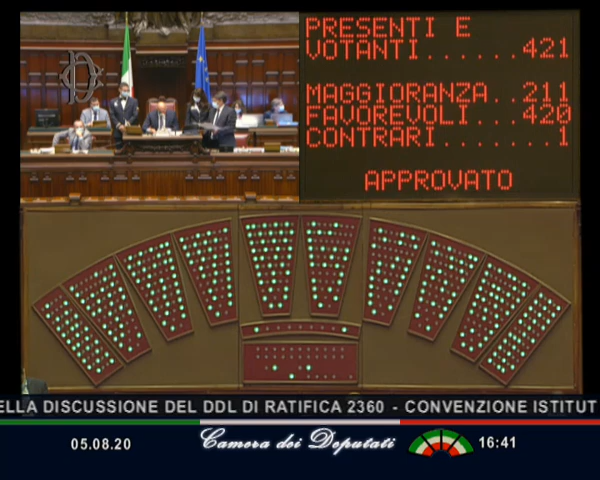 PRESENTI E
VOTANTI......421
MAGGIORANZA..211
FAVOREVOLI...420
CONTRARI.......1
APPROVATO
ELLA DISCUSSIONE DEL DDL DI RATIFICA 2360 - CONVENZIONE ISTITUT
05.08.20 Camera dei Deputati 16:41